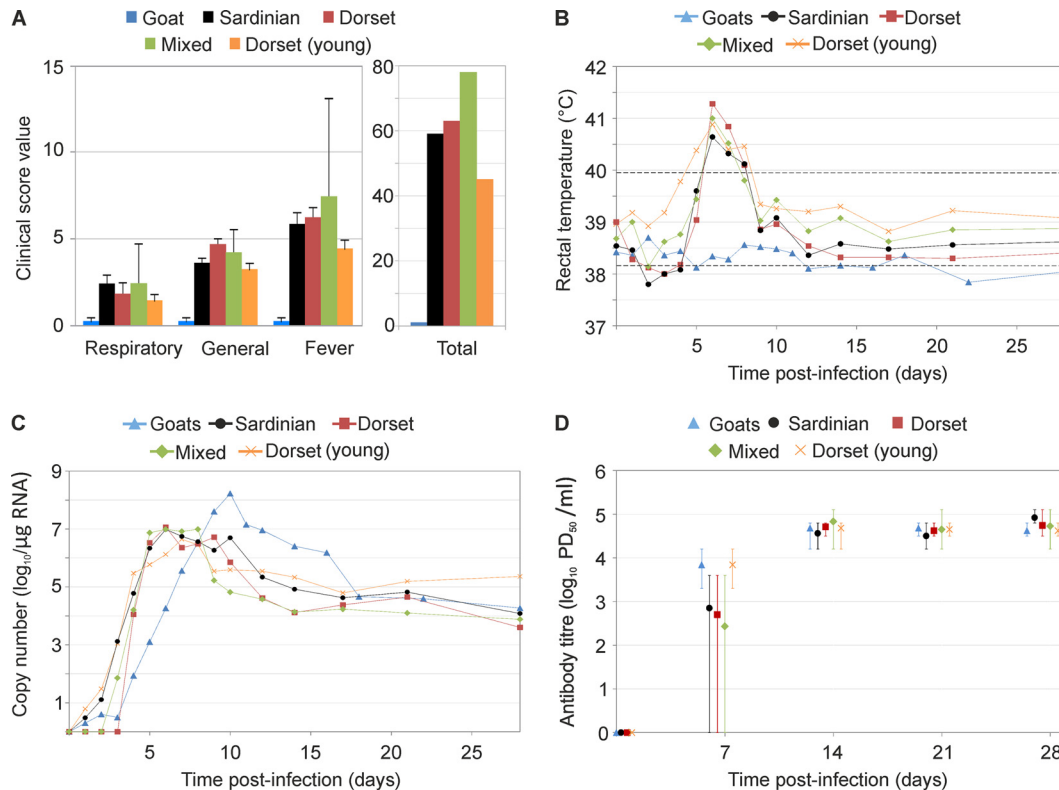 A
Goat Sardinian Dorset
Mixed Dorset (young)
Clinical score value
15
10
5
0
80
60
40
20
0
Respiratory General Fever Total
B
Goats Sardinian Dorset
Mixed Dorset (young)
Rectal temperature (°C)
42
41
40
39
38
37
5 10 15 20 25
Time post-infection (days)
C
Goats Sardinian Dorset
Mixed Dorset (young)
Copy number (log₁₀/µg RNA)
9
7
5
3
1
5 10 15 20 25
Time post-infection (days)
D
Goats Sardinian Dorset
Mixed Dorset (young)
Antibody titre (log₁₀ PD₅₀ /ml)
6
5
4
3
2
1
0
7 14 21 28
Time post-infection (days)